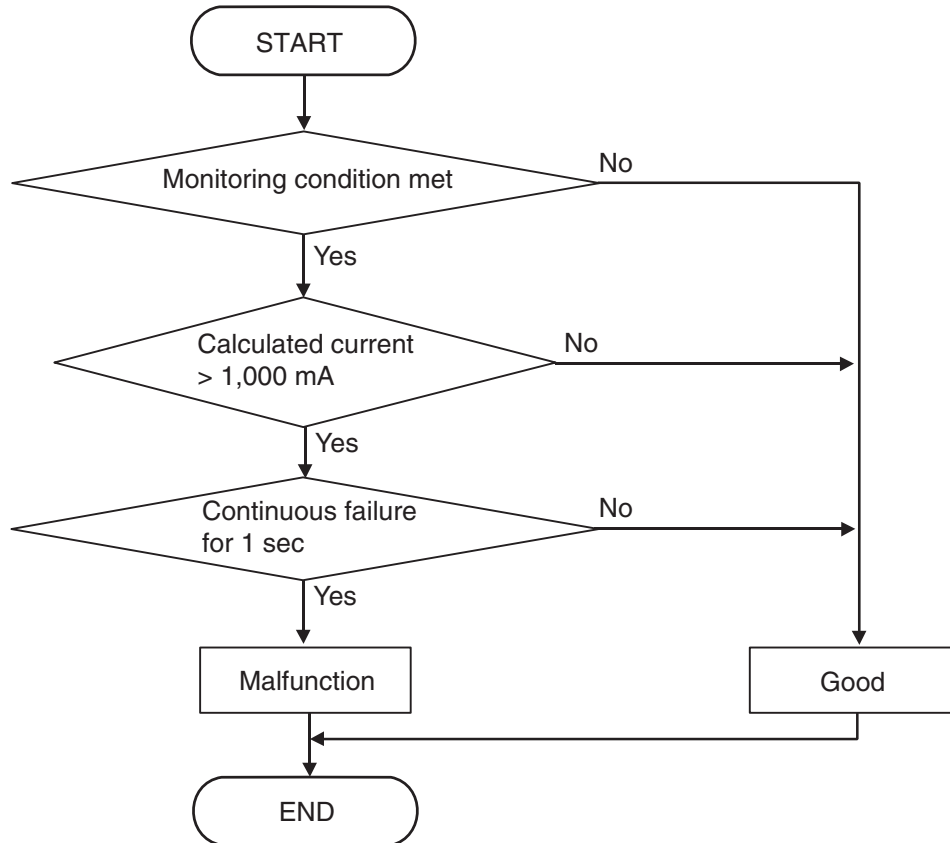 START
Monitoring condition met
No
Yes
Calculated current
> 1,000 mA
No
Yes
Continuous failure
for 1 sec
No
Yes
Malfunction
Good
END